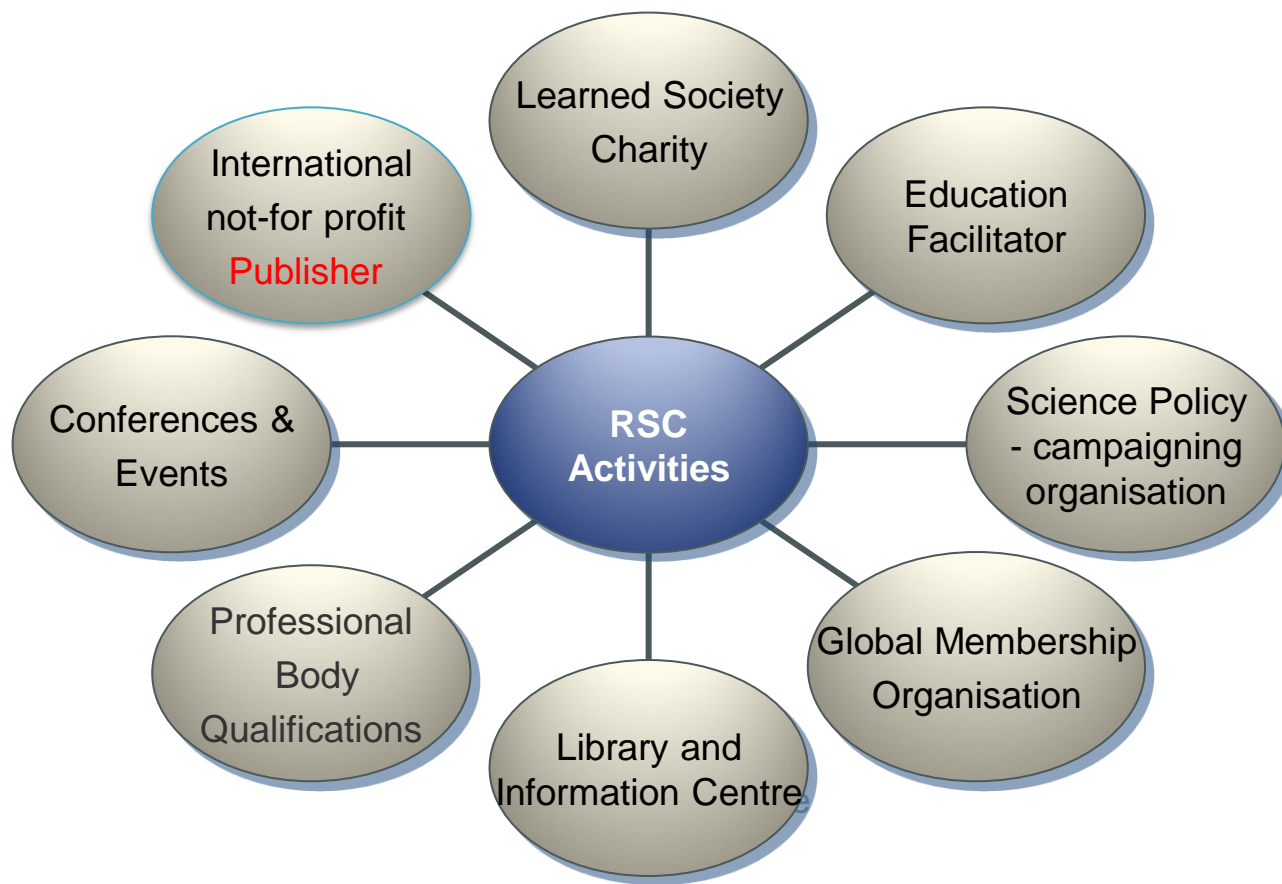 Learned Society
Charity
International
not-for profit
Publisher
Education
Facilitator
Conferences &
Events
RSC
Activities
Science Policy
- campaigning
organisation
Professional
Body
Qualifications
Global Membership
Organisation
Library and
Information Centre